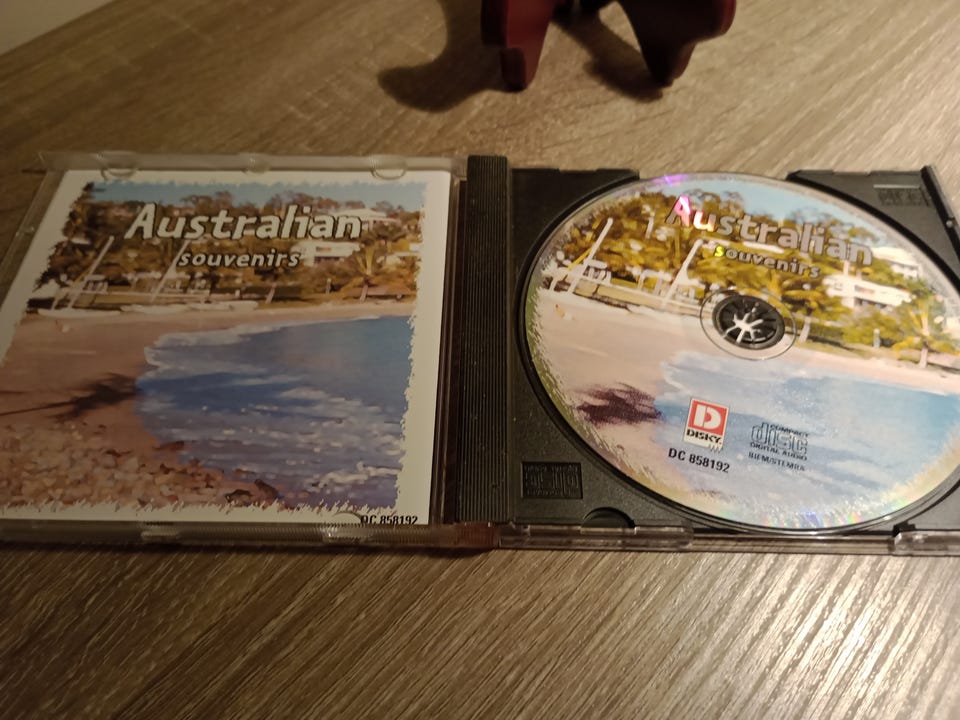 Australian
souvenirs
DC 858192
Australian
souvenirs
D
DISKY
DC 858192
COMPACT
disc
DIGITAL AUDIO
BIEM/STEMRA